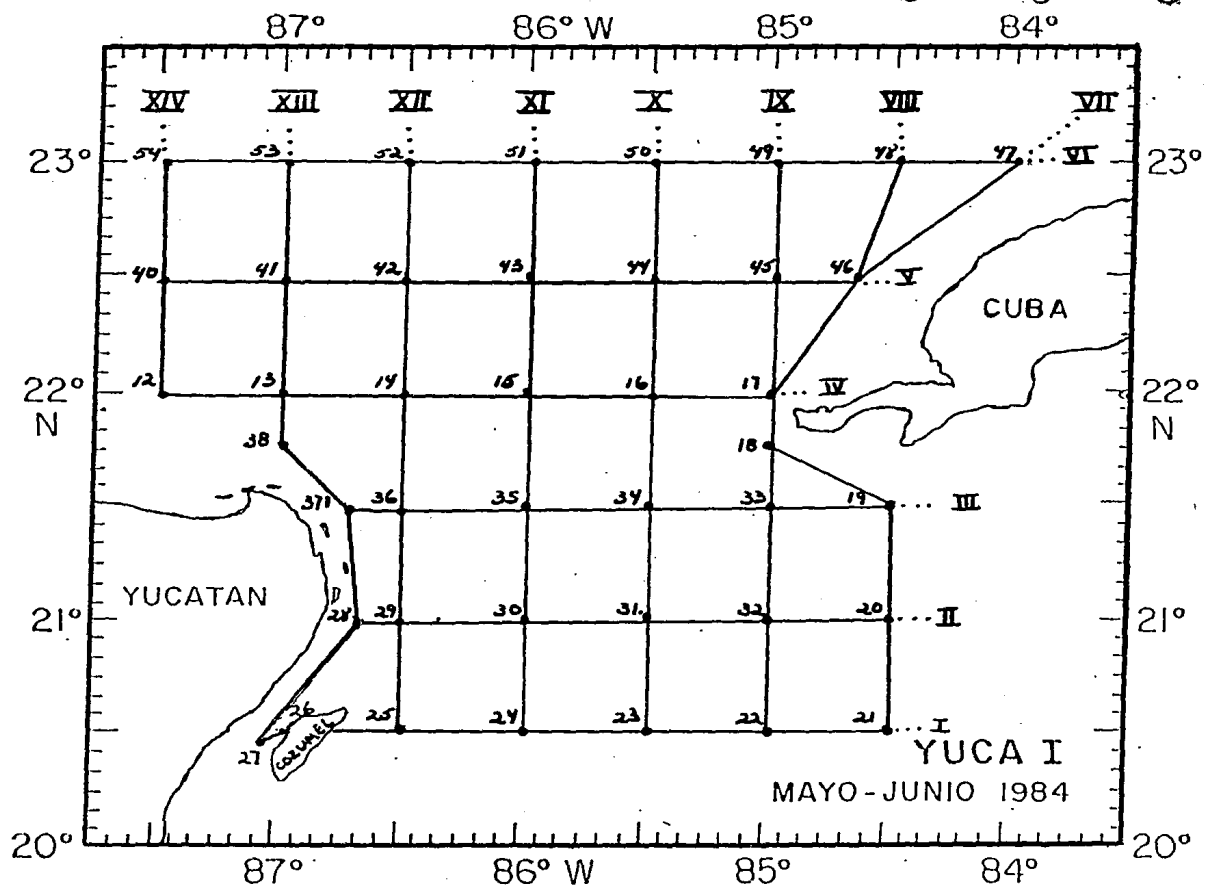 87° 86° W 85° 84°
XIV XIII XII XI X IX VIII VII
23° 54 53 52 51 50 49 48 47 VI 23°
40 41 42 43 44 45 46 V
CUBA
22° 12 13 14 15 16 17 IV 22°
N N
38 18
37 36 35 34 33 19 III
YUCATAN
21° 28 29 30 31 32 20 II 21°
26 25 24 23 22 21 I
27 COZUMEL
YUCA I
MAYO-JUNIO 1984
20° 20°
87° 86° W 85° 84°